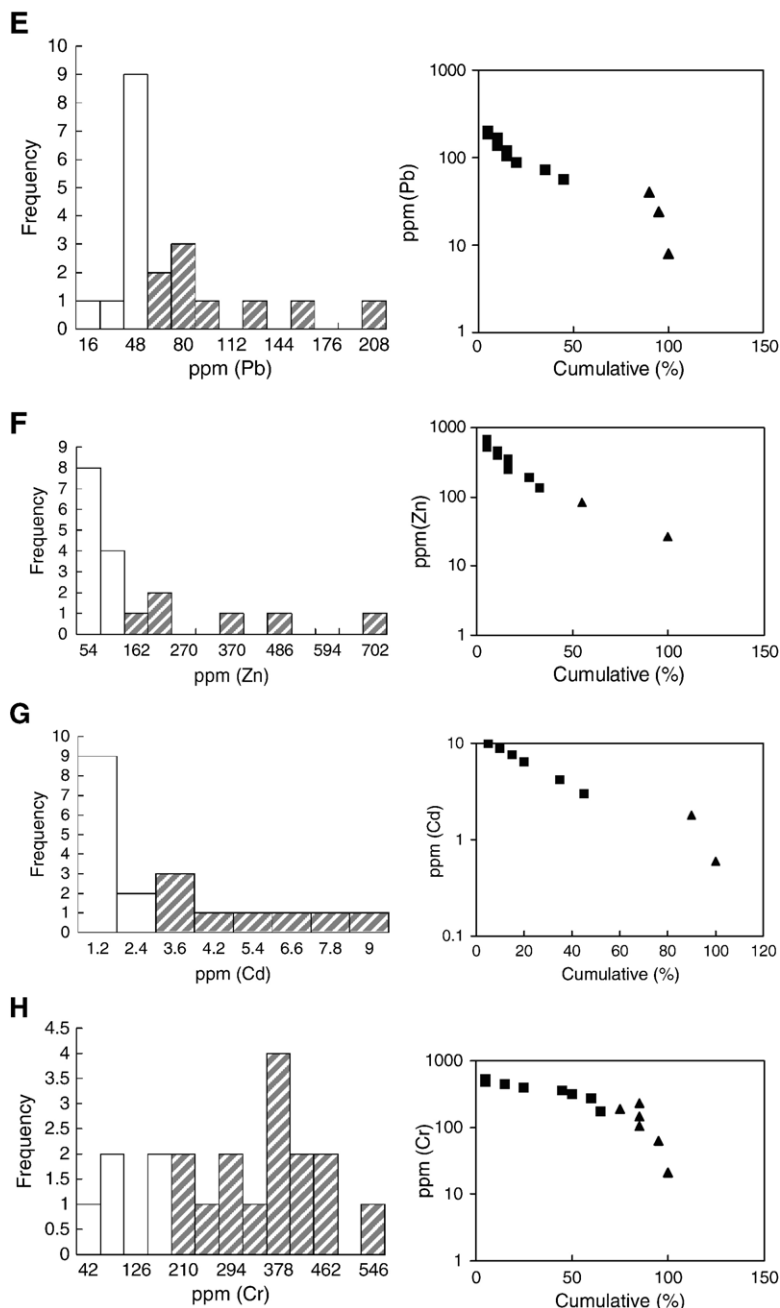 E
10
9
8
7
6
5
4
3
2
1
0
Frequency
16 48 80 112 144 176 208
ppm (Pb)
1000
100
10
1
ppm (Pb)
0 50 100 150
Cumulative (%)
F
9
8
7
6
5
4
3
2
1
0
Frequency
54 162 270 370 486 594 702
ppm (Zn)
1000
100
10
1
ppm (Zn)
0 50 100 150
Cumulative (%)
G
10
9
8
7
6
5
4
3
2
1
0
Frequency
1.2 2.4 3.6 4.2 5.4 6.6 7.8 9
ppm (Cd)
10
1
0.1
ppm (Cd)
0 20 40 60 80 100 120
Cumulative (%)
H
4.5
4
3.5
3
2.5
2
1.5
1
0.5
0
Frequency
42 126 210 294 378 462 546
ppm (Cr)
1000
100
10
1
ppm (Cr)
0 50 100 150
Cumulative (%)